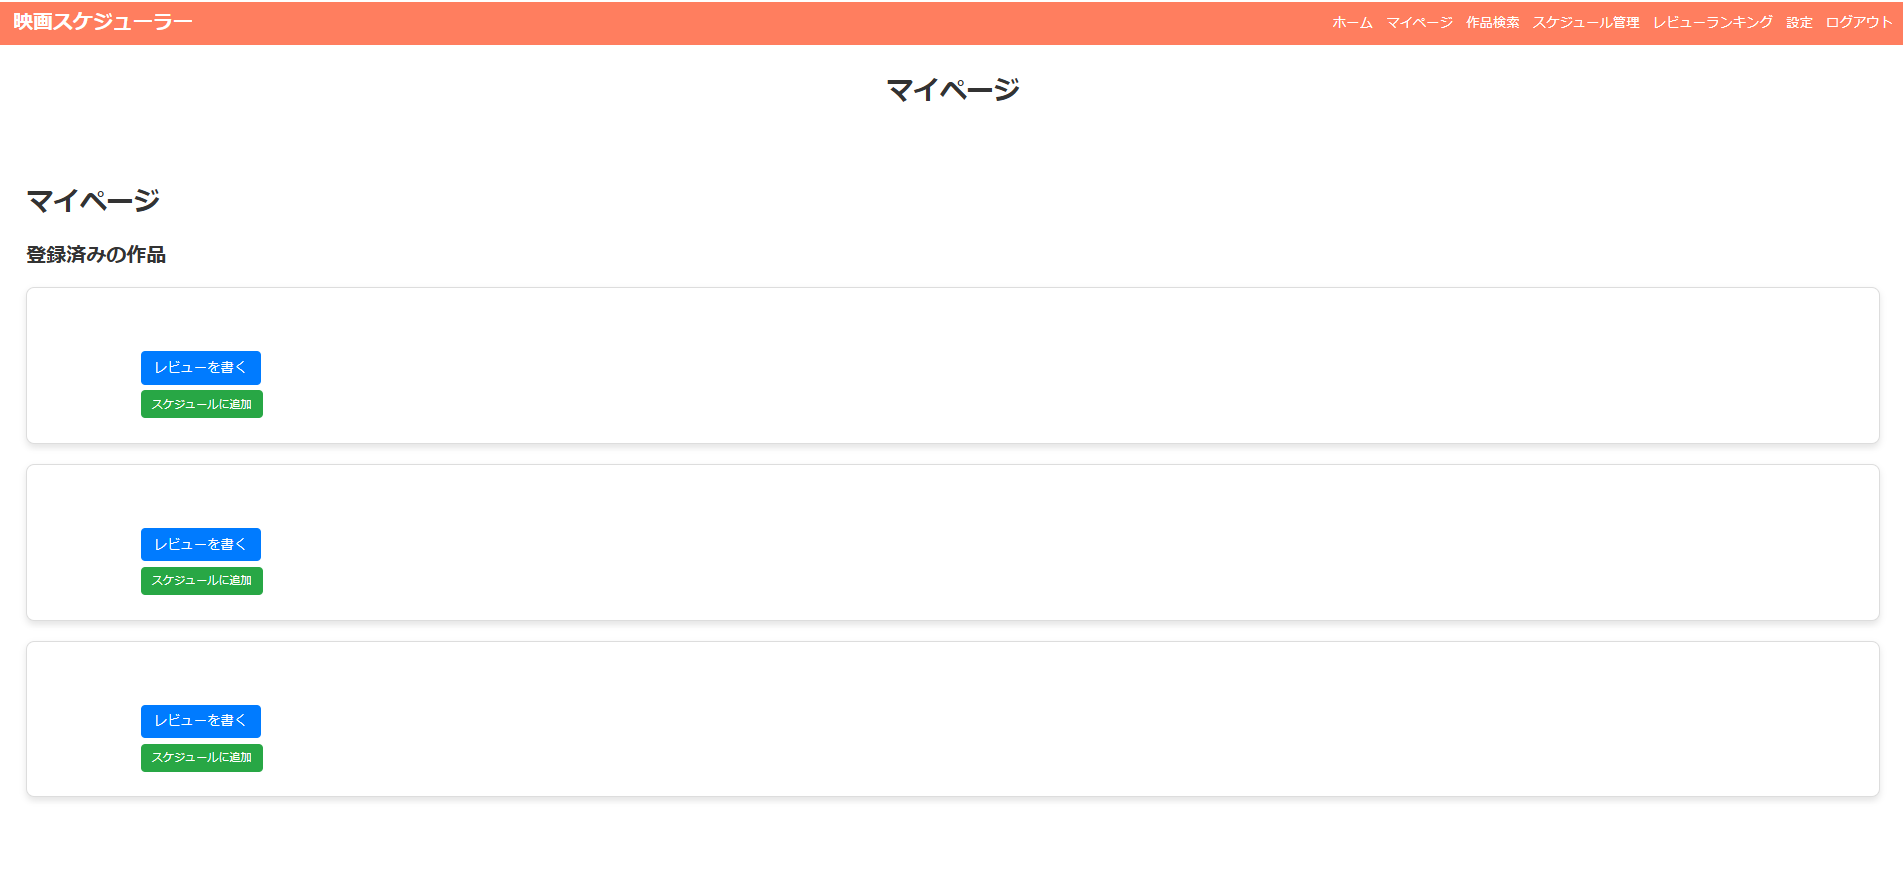 映画スケジューラー
ホーム マイページ 作品検索 スケジュール管理 レビューランキング 設定 ログアウト
マイページ
マイページ
登録済みの作品
レビューを書く
スケジュールに追加
レビューを書く
スケジュールに追加
レビューを書く
スケジュールに追加